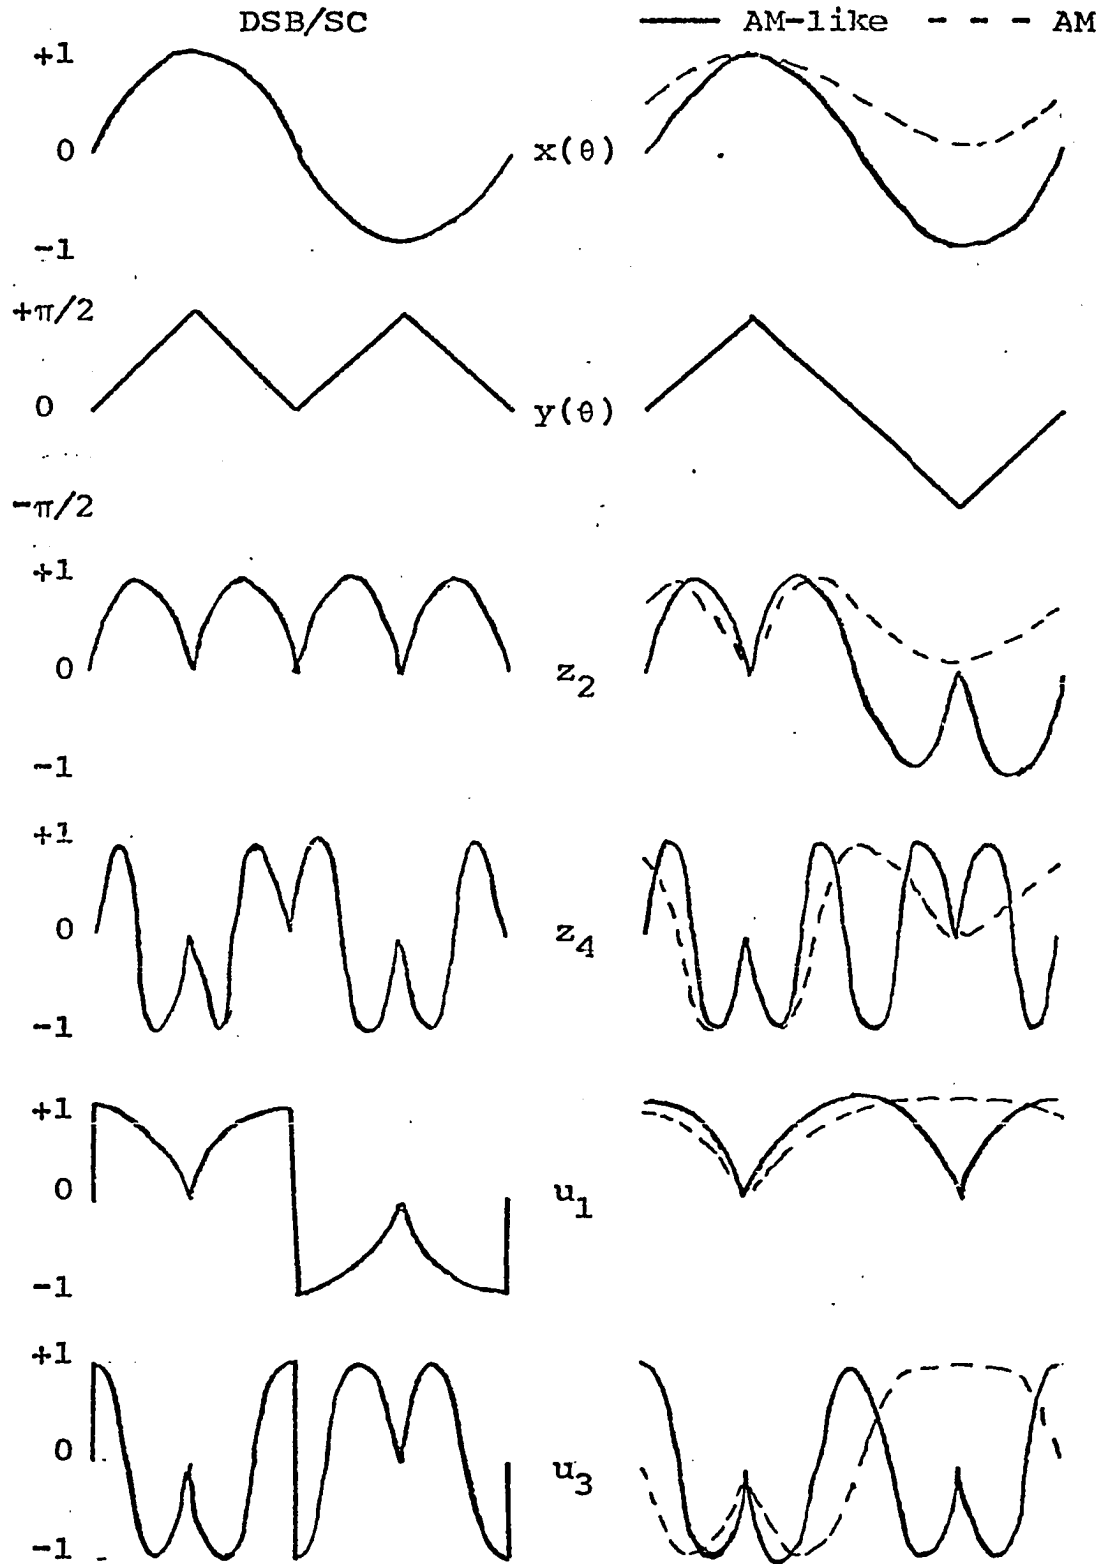 DSB/SC AM-like AM
+1
0 x(θ)
-1
+π/2
0 y(θ)
-π/2
+1
0 z2
-1
+1
0 z4
-1
+1
0 u1
-1
+1
0 u3
-1